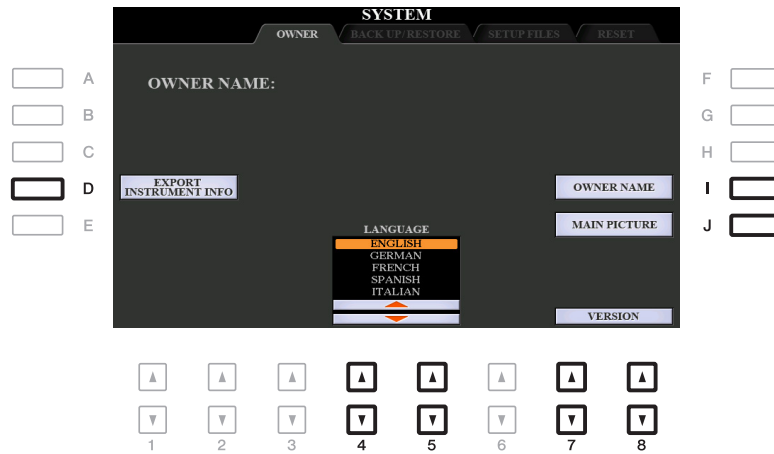 SYSTEM
OWNER BACK UP/RESTORE SETUP FILES RESET
A OWNER NAME: F
B G
C H
D EXPORT INSTRUMENT INFO OWNER NAME I
E MAIN PICTURE J
LANGUAGE
ENGLISH
GERMAN
FRENCH
SPANISH
ITALIAN
VERSION
1 2 3 4 5 6 7 8